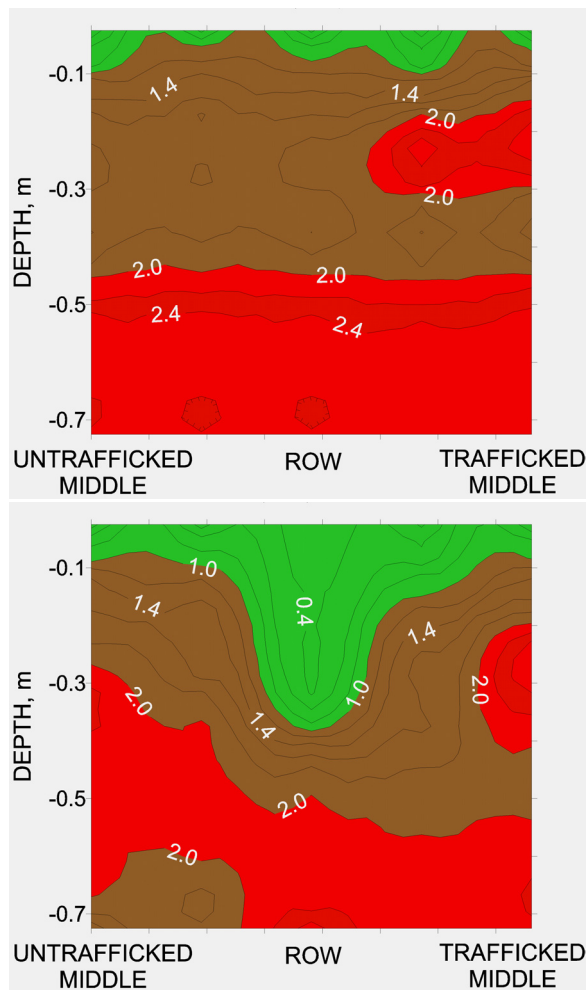 -0.1
1.4
1.4
2.0
-0.3
2.0
DEPTH, m
2.0
2.0
-0.5
2.4
2.4
-0.7
UNTRAFFICKED
MIDDLE
ROW
TRAFFICKED
MIDDLE
-0.1
1.0
1.4
0.4
1.4
-0.3
2.0
1.0
2.0
DEPTH, m
1.4
-0.5
2.0
2.0
-0.7
UNTRAFFICKED
MIDDLE
ROW
TRAFFICKED
MIDDLE